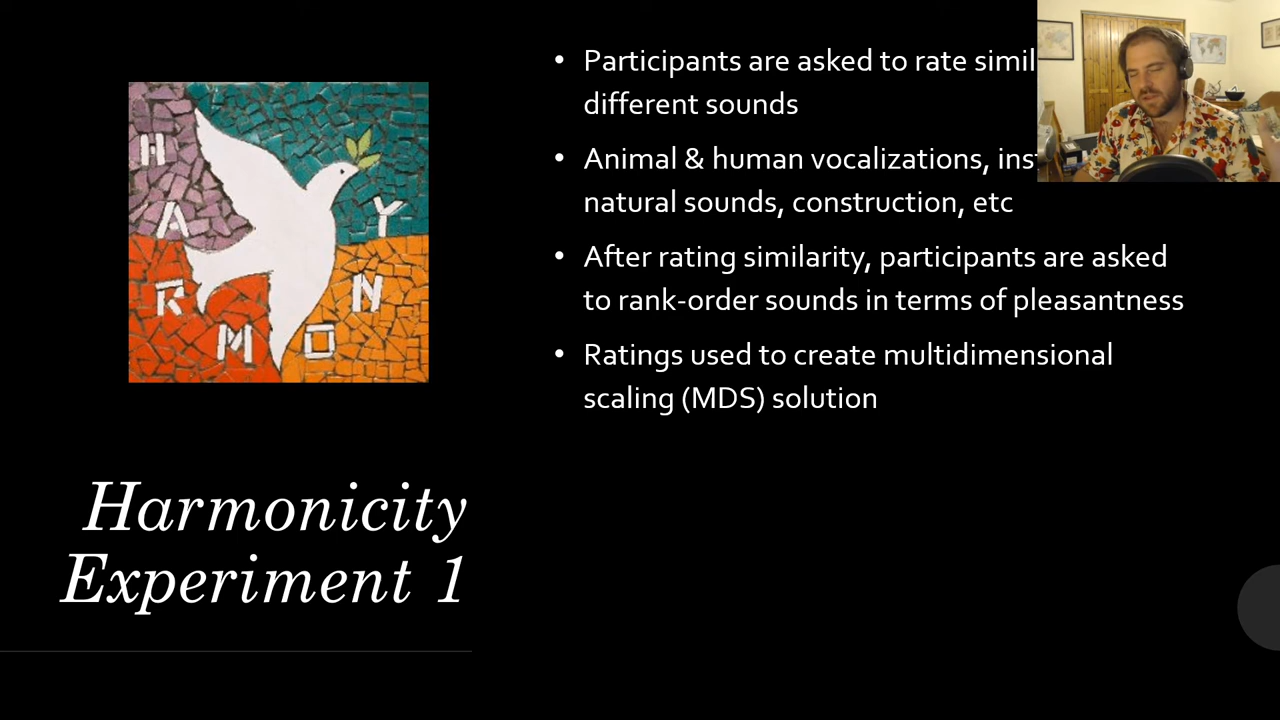 Participants are asked to rate
different sounds
Animal & human vocalizations,
natural sounds, construction, etc
After rating similarity, participants are asked
to rank-order sounds in terms of pleasantness
Ratings used to create multidimensional
scaling (MDS) solution
H
A
R
M
O
N
Y
Harmonicity
Experiment 1